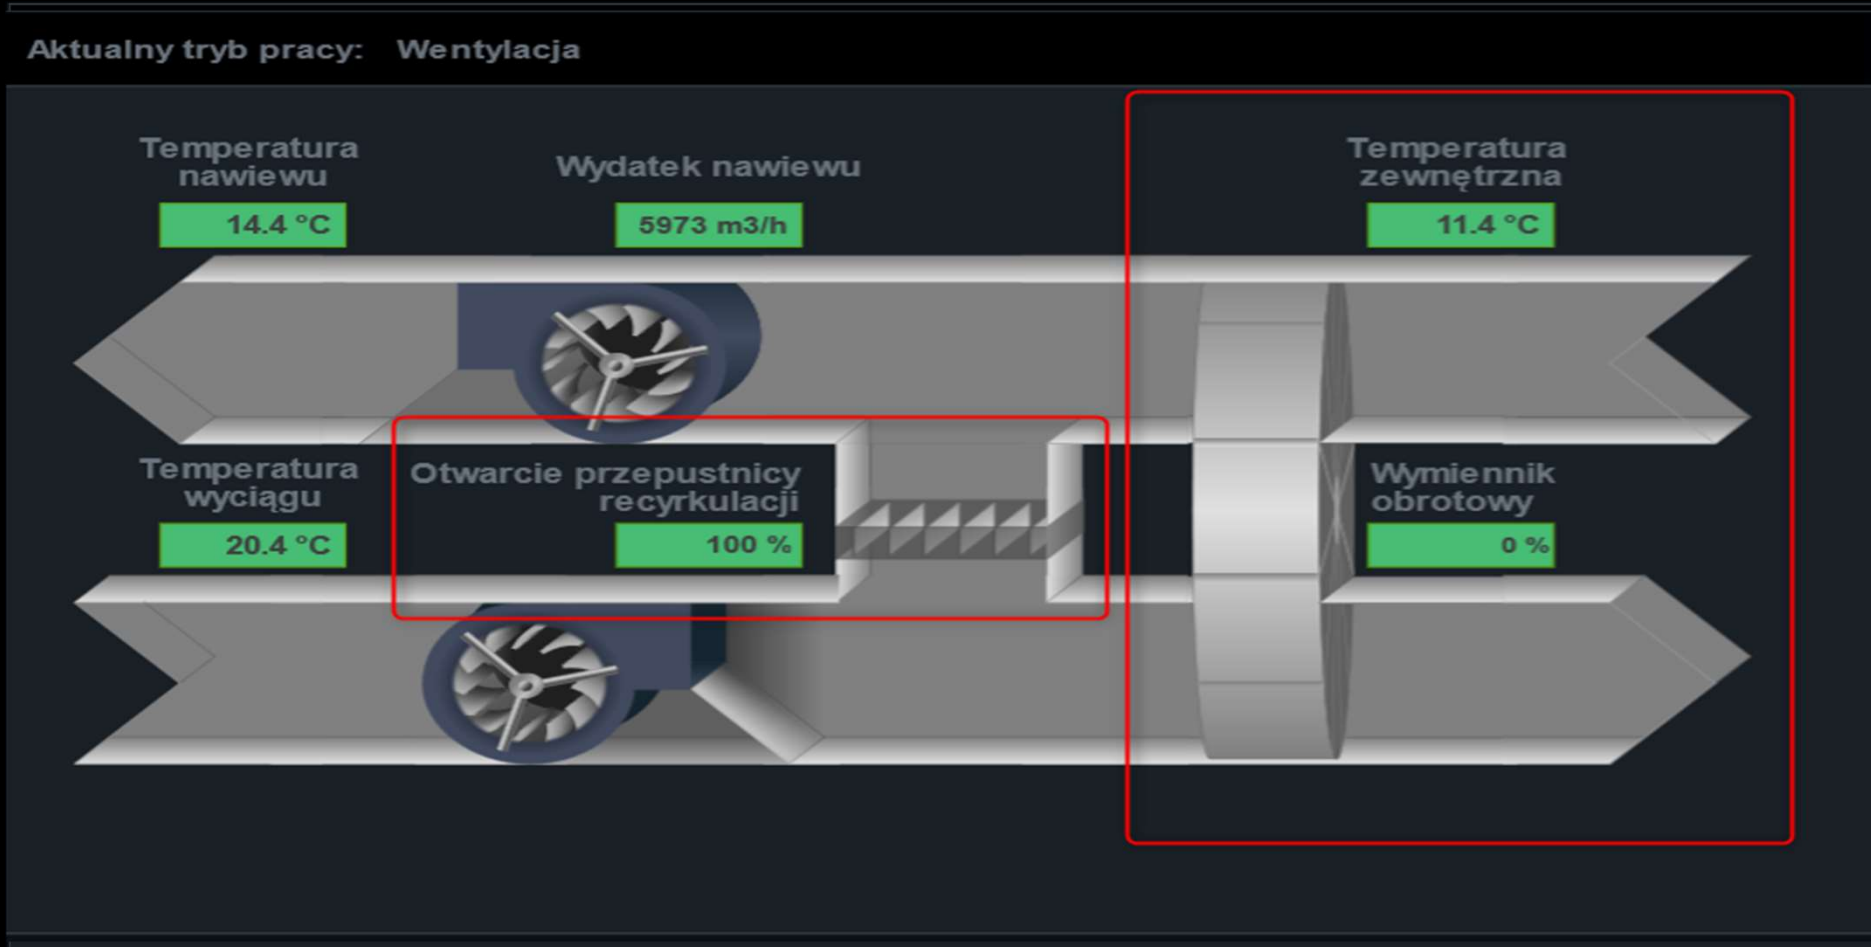 Aktualny tryb pracy: Wentylacja
Temperatura
nawiewu
14.4 °C
Wydatek nawiewu
5973 m3/h
Temperatura
zewnętrzna
11.4 °C
Temperatura
wyciągu
20.4 °C
Otwarcie przepustnicy
recyrkulacji
100 %
Wymiennik
obrotowy
0 %